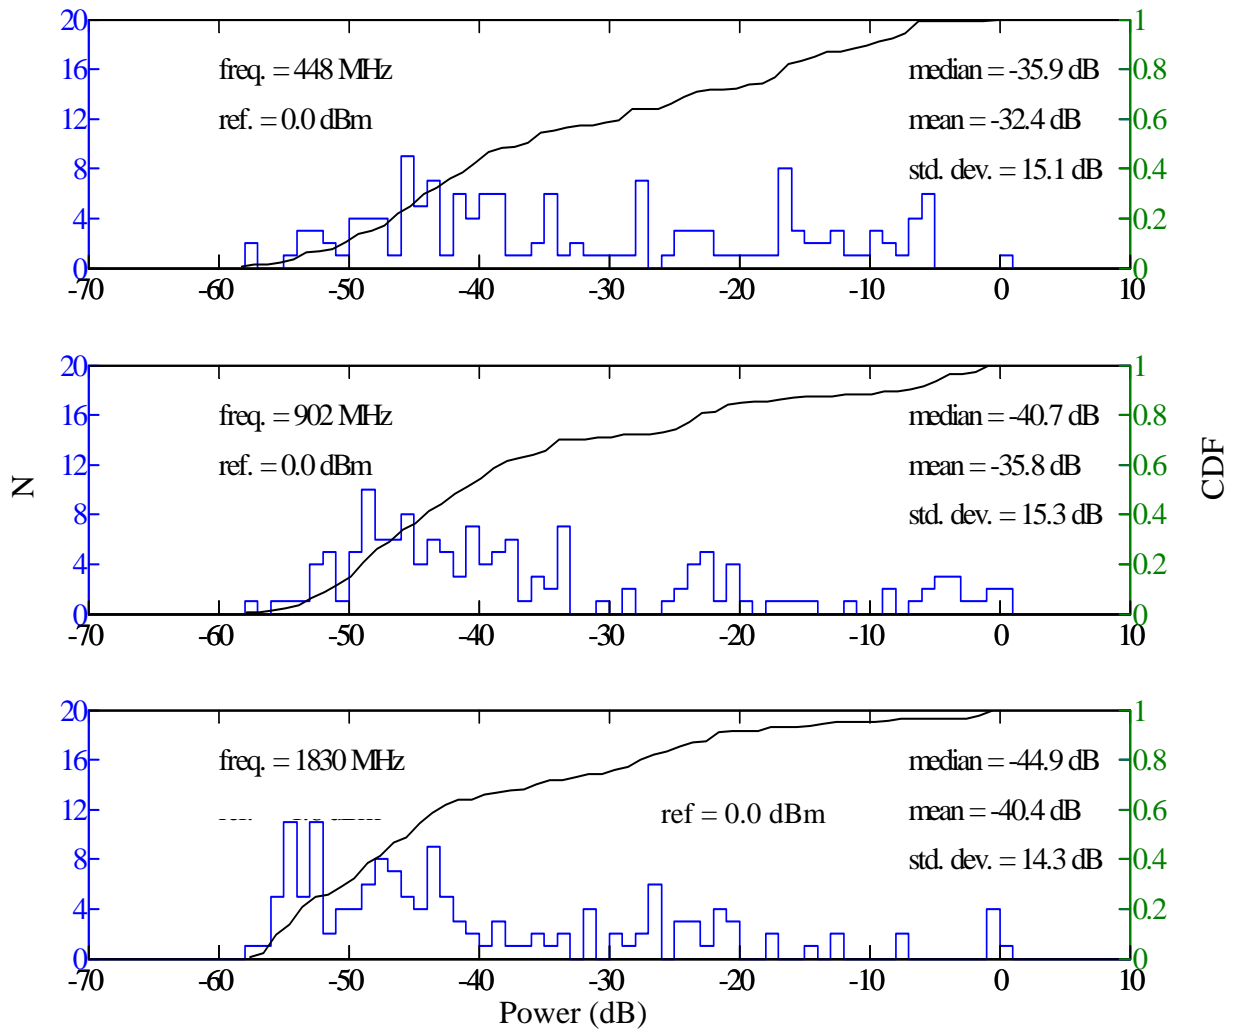 20
16
12
8
4
0
freq. = 448 MHz
ref. = 0.0 dBm
median = -35.9 dB
mean = -32.4 dB
std. dev. = 15.1 dB
1
0.8
0.6
0.4
0.2
0
-70 -60 -50 -40 -30 -20 -10 0 10
20
16
12
8
4
0
freq. = 902 MHz
ref. = 0.0 dBm
median = -40.7 dB
mean = -35.8 dB
std. dev. = 15.3 dB
1
0.8
0.6
0.4
0.2
0
-70 -60 -50 -40 -30 -20 -10 0 10
N
CDF
20
16
12
8
4
0
freq. = 1830 MHz
ref = 0.0 dBm
median = -44.9 dB
mean = -40.4 dB
std. dev. = 14.3 dB
1
0.8
0.6
0.4
0.2
0
-70 -60 -50 -40 -30 -20 -10 0 10
Power (dB)